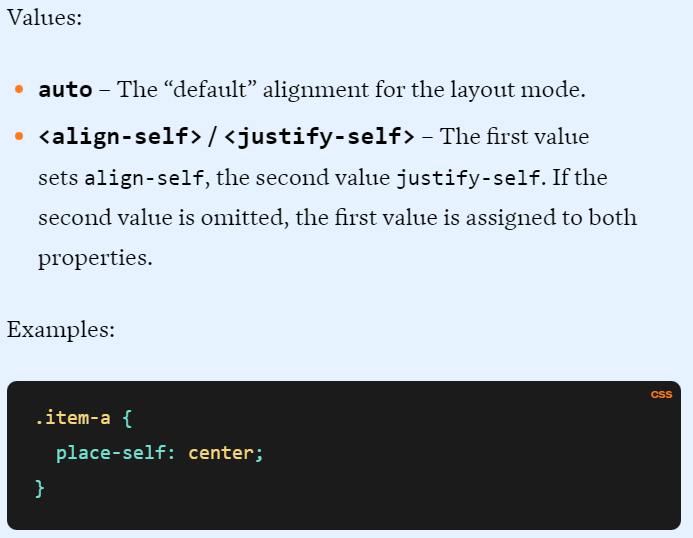 Values:
• auto – The “default” alignment for the layout mode.
• <align-self> / <justify-self> – The first value
sets align-self, the second value justify-self. If the
second value is omitted, the first value is assigned to both
properties.
Examples:
CSS
.item-a {
  place-self: center;
}